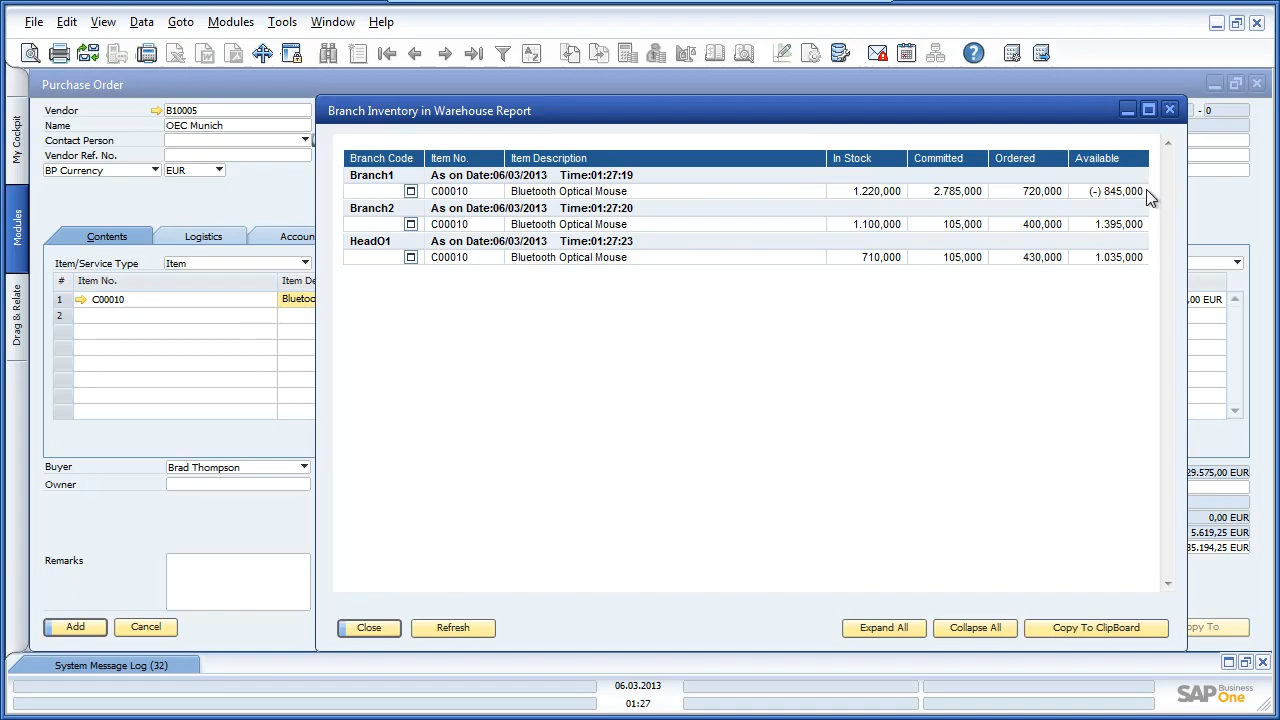 File Edit View Data Goto Modules Tools Window Help
Purchase Order
Vendor B10005 - 0
Name OEC Munich
Contact Person
Vendor Ref. No.
BP Currency EUR
My Cockpit
Modules
Drag & Relate
Contents Logistics Accoun
Item/Service Type Item
# Item No. Item De
1 C00010 Bluetoo ,00 EUR
2
Buyer Brad Thompson
Owner
Remarks
29.575,00 EUR
0,00 EUR
5.619,25 EUR
35.194,25 EUR
Add Cancel opy To
Branch Inventory in Warehouse Report
Branch Code Item No. Item Description In Stock Committed Ordered Available
Branch1 As on Date:06/03/2013 Time:01:27:19
C00010 Bluetooth Optical Mouse 1.220,000 2.785,000 720,000 (-) 845,000
Branch2 As on Date:06/03/2013 Time:01:27:20
C00010 Bluetooth Optical Mouse 1.100,000 105,000 400,000 1.395,000
HeadO1 As on Date:06/03/2013 Time:01:27:23
C00010 Bluetooth Optical Mouse 710,000 105,000 430,000 1.035,000
Close Refresh Expand All Collapse All Copy To ClipBoard
System Message Log (32)
06.03.2013
01:27
SAP Business One